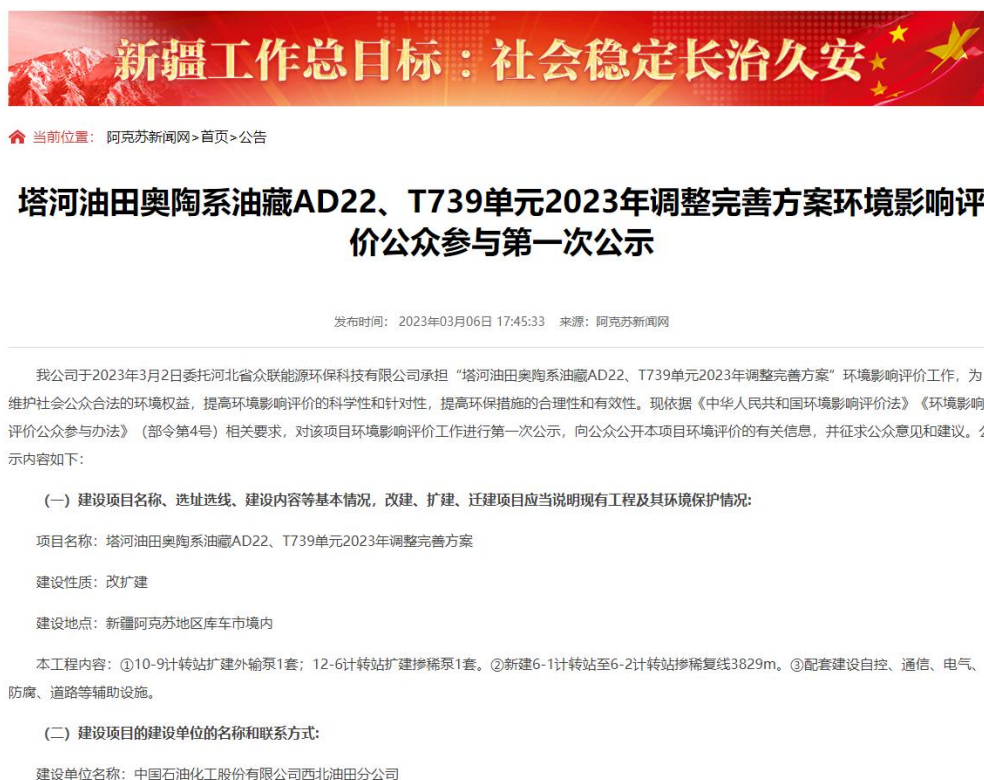 新疆工作总目标：社会稳定长治久安
当前位置： 阿克苏新闻网>首页>公告
塔河油田奥陶系油藏AD22、T739单元2023年调整完善方案环境影响评
价公众参与第一次公示
发布时间： 2023年03月06日 17:45:33 来源：阿克苏新闻网
我公司于2023年3月2日委托河北省众联能源环保科技有限公司承担“塔河油田奥陶系油藏AD22、T739单元2023年调整完善方案”环境影响评价工作，为
维护社会公众合法的环境权益，提高环境影响评价的科学性和针对性，提高环保措施的合理性和有效性。现依据《中华人民共和国环境影响评价法》《环境影响
评价公众参与办法》（部令第4号）相关要求，对该项目环境影响评价工作进行第一次公示，向公众公开本项目环境评价的有关信息，并征求公众意见和建议。公
示内容如下：
（一）建设项目名称、选址选线、建设内容等基本情况，改建、扩建、迁建项目应当说明现有工程及其环境保护情况:
项目名称：塔河油田奥陶系油藏AD22、T739单元2023年调整完善方案
建设性质：改扩建
建设地点：新疆阿克苏地区库车市境内
本工程内容：①10-9计转站扩建外输泵1套；12-6计转站扩建掺稀泵1套。②新建6-1计转站至6-2计转站掺稀复线3829m。③配套建设自控、通信、电气、
防腐、道路等辅助设施。
（二）建设项目的建设单位的名称和联系方式:
建设单位名称：中国石油化工股份有限公司西北油田分公司